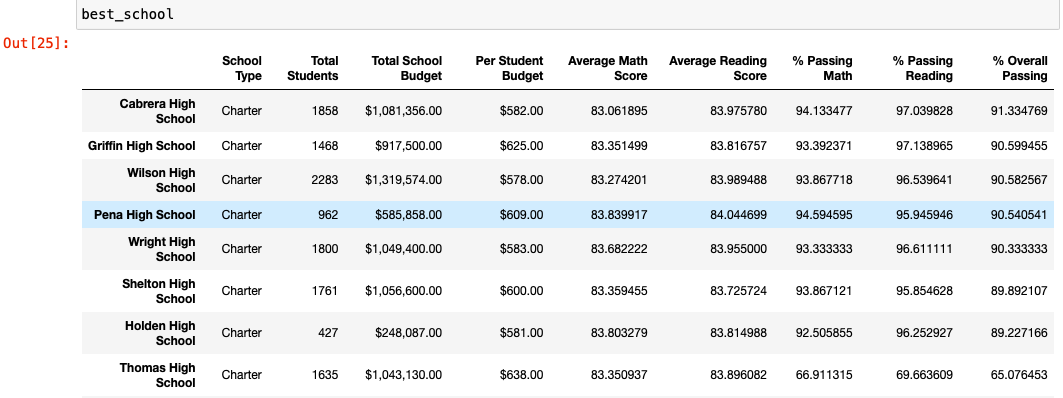 best_school
Out[25]:
School Type Total Students Total School Budget Per Student Budget Average Math Score Average Reading Score % Passing Math % Passing Reading % Overall Passing
Cabrera High School Charter 1858 $1,081,356.00 $582.00 83.061895 83.975780 94.133477 97.039828 91.334769
Griffin High School Charter 1468 $917,500.00 $625.00 83.351499 83.816757 93.392371 97.138965 90.599455
Wilson High School Charter 2283 $1,319,574.00 $578.00 83.274201 83.989488 93.867718 96.539641 90.582567
Pena High School Charter 962 $585,858.00 $609.00 83.839917 84.044699 94.594595 95.945946 90.540541
Wright High School Charter 1800 $1,049,400.00 $583.00 83.682222 83.955000 93.333333 96.611111 90.333333
Shelton High School Charter 1761 $1,056,600.00 $600.00 83.359455 83.725724 93.867121 95.854628 89.892107
Holden High School Charter 427 $248,087.00 $581.00 83.803279 83.814988 92.505855 96.252927 89.227166
Thomas High School Charter 1635 $1,043,130.00 $638.00 83.350937 83.896082 66.911315 69.663609 65.076453